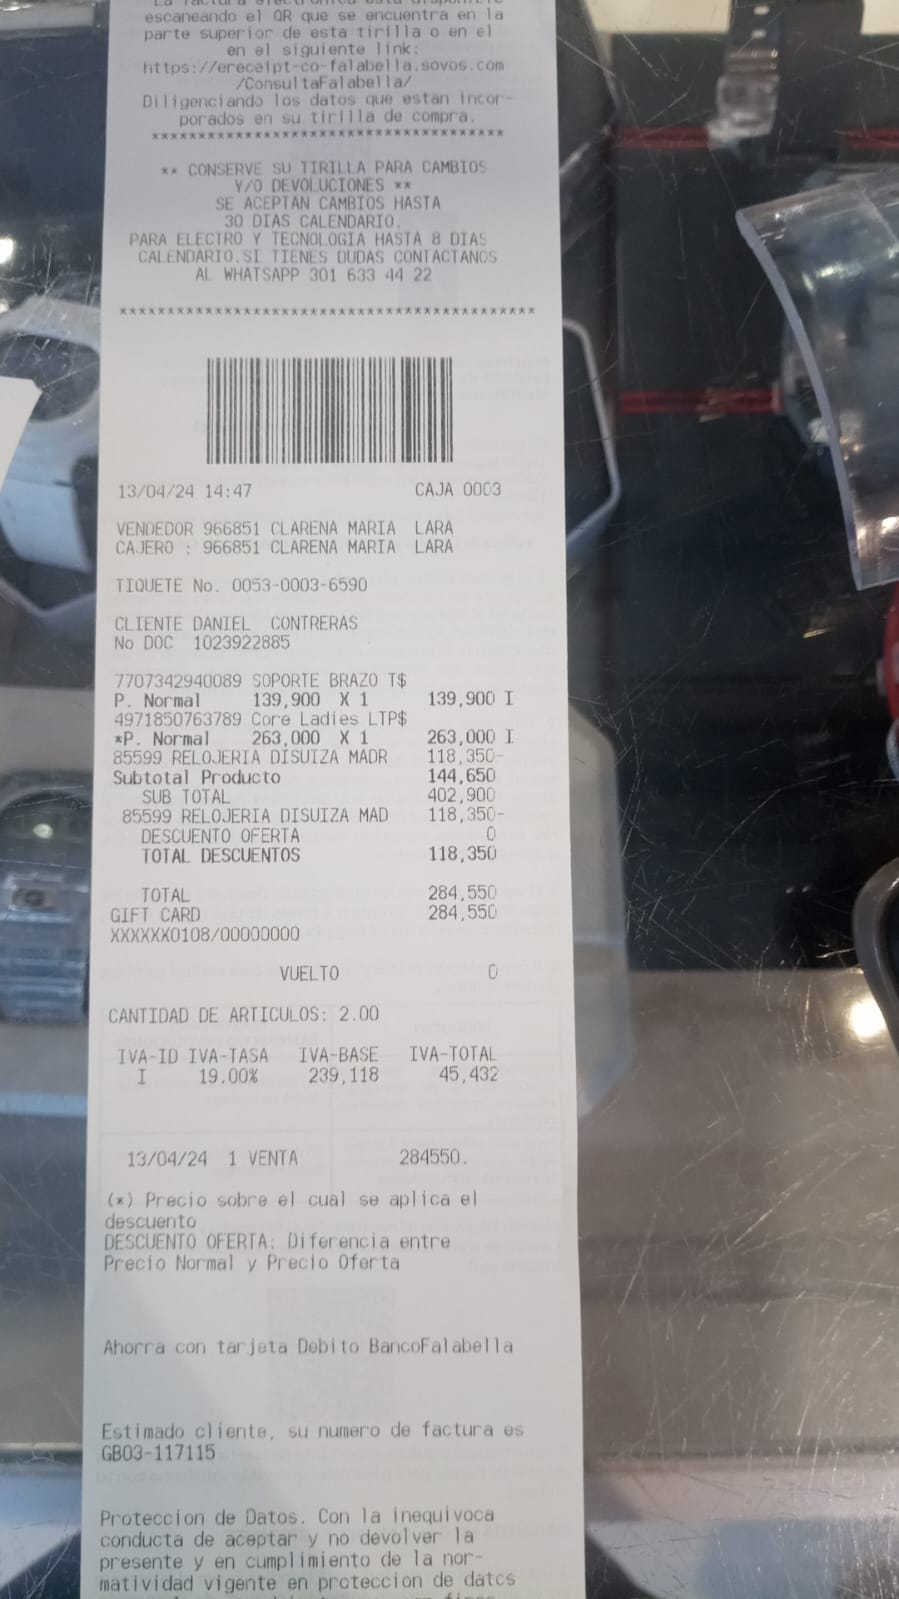 La factura electronica esta disponible
escaneando el QR que se encuentra en la
parte superior de esta tirilla o en el
en el siguiente link:
https://ereceipt-co-falabella.sovos.com
/ConsultaFalabella/
Diligenciando los datos que estan incor-
porados en su tirilla de compra.
*************************************
** CONSERVE SU TIRILLA PARA CAMBIOS
Y/O DEVOLUCIONES **
SE ACEPTAN CAMBIOS HASTA
30 DIAS CALENDARIO.
PARA ELECTRO Y TECNOLOGIA HASTA 8 DIAS
CALENDARIO.SI TIENES DUDAS CONTACTANOS
AL WHATSAPP 301 633 44 22
*******************************************
13/04/24 14:47 CAJA 0003
VENDEDOR 966851 CLARENA MARIA LARA
CAJERO : 966851 CLARENA MARIA LARA
TIQUETE No. 0053-0003-6590
CLIENTE DANIEL CONTRERAS
No DOC 1023922885
7707342940089 SOPORTE BRAZO T$
P. Normal 139,900 X 1 139,900 I
4971850763789 Core Ladies LTP$
*P. Normal 263,000 X 1 263,000 I
85599 RELOJERIA DISUIZA MADR 118,350-
Subtotal Producto 144,650
SUB TOTAL 402,900
85599 RELOJERIA DISUIZA MAD 118,350-
DESCUENTO OFERTA 0
TOTAL DESCUENTOS 118,350
TOTAL 284,550
GIFT CARD 284,550
XXXXXX0108/00000000
VUELTO 0
CANTIDAD DE ARTICULOS: 2.00
IVA-ID IVA-TASA IVA-BASE IVA-TOTAL
I 19.00% 239,118 45,432
13/04/24 1 VENTA 284550.
(*) Precio sobre el cual se aplica el
descuento
DESCUENTO OFERTA: Diferencia entre
Precio Normal y Precio Oferta
Ahorra con tarjeta Debito BancoFalabella
Estimado cliente, su numero de factura es
GB03-117115
Proteccion de Datos. Con la inequivoca
conducta de aceptar y no devolver la
presente y en cumplimiento de la nor-
matividad vigente en proteccion de datos